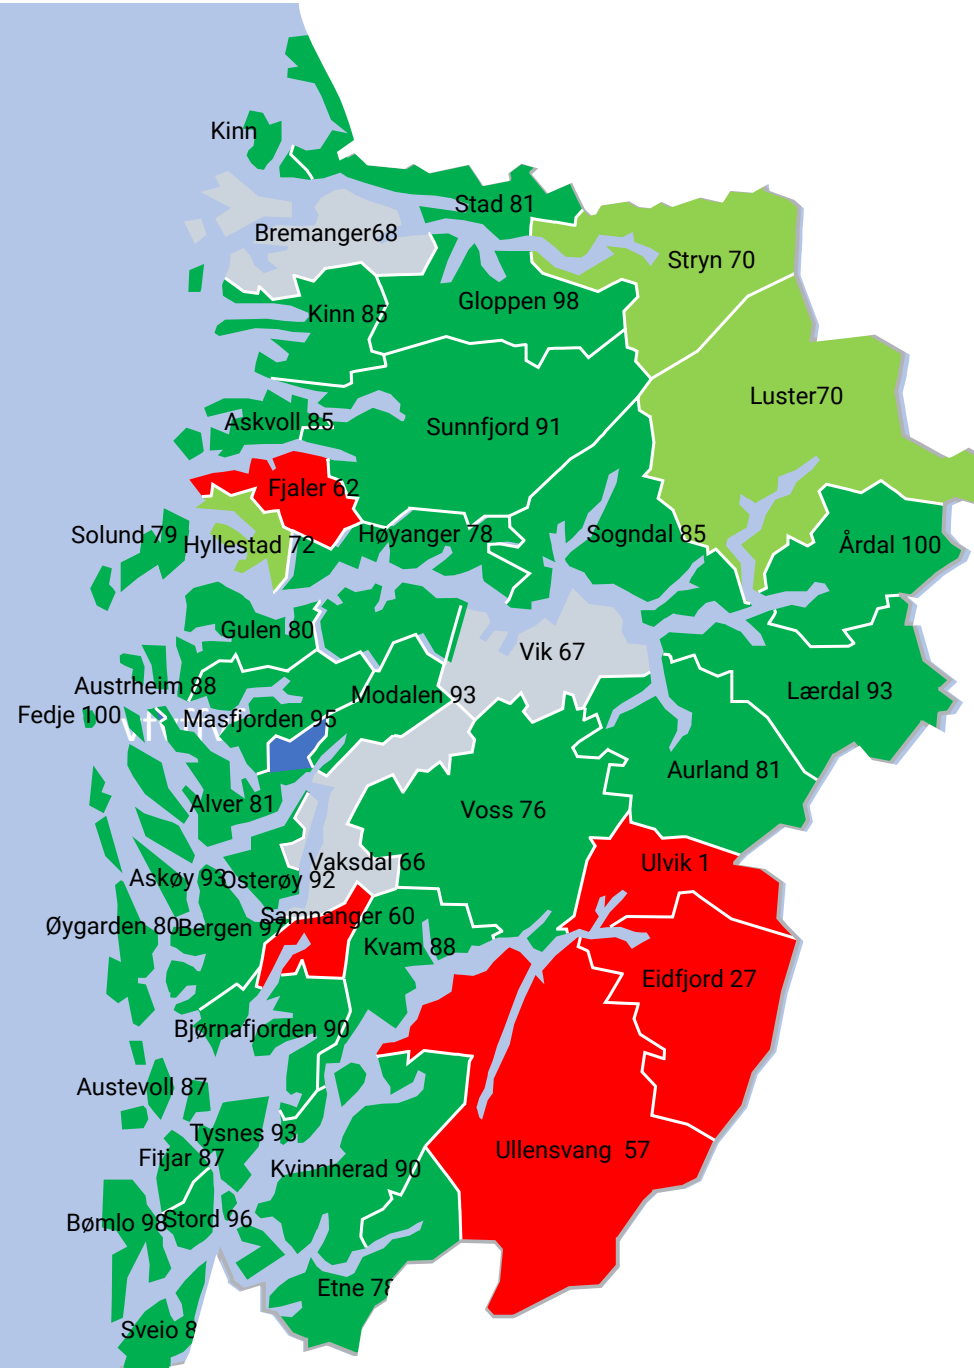 Kinn
Stad 81
Bremanger68
Stryn 70
Gloppen 98
Kinn 85
Luster70
Askvoll 85
Sunnfjord 91
Fjaler 62
Solund 79
Hyllestad 72
Høyanger 78
Sogndal 85
Årdal 100
Gulen 80
Vik 67
Austrheim 88
Modalen 93
Lærdal 93
Fedje 100
Masfjorden 95
Aurland 81
Alver 81
Voss 76
Vaksdal 66
Ulvik 1
Askøy 93
Osterøy 92
Samnanger 60
Øygarden 80
Bergen 97
Kvam 88
Eidfjord 27
Bjørnafjorden 90
Austevoll 87
Tysnes 93
Fitjar 87
Kvinnherad 90
Ullensvang 57
Bømlo 98
Stord 96
Etne 78
Sveio 8